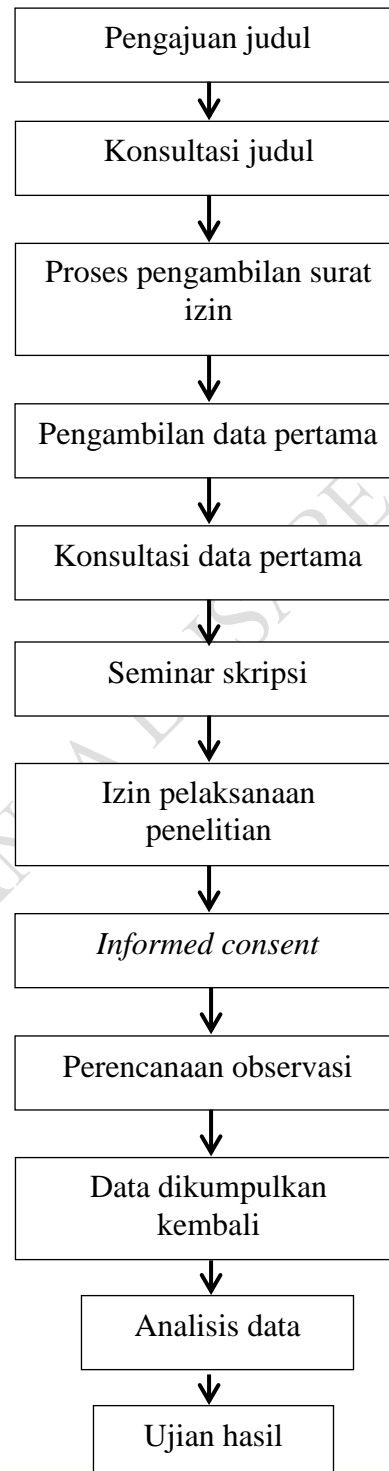 Pengajuan judul
Konsultasi judul
Proses pengambilan surat
izin
Pengambilan data pertama
Konsultasi data pertama
Seminar skripsi
Izin pelaksanaan
penelitian
Informed consent
Perencanaan observasi
Data dikumpulkan
kembali
Analisis data
Ujian hasil